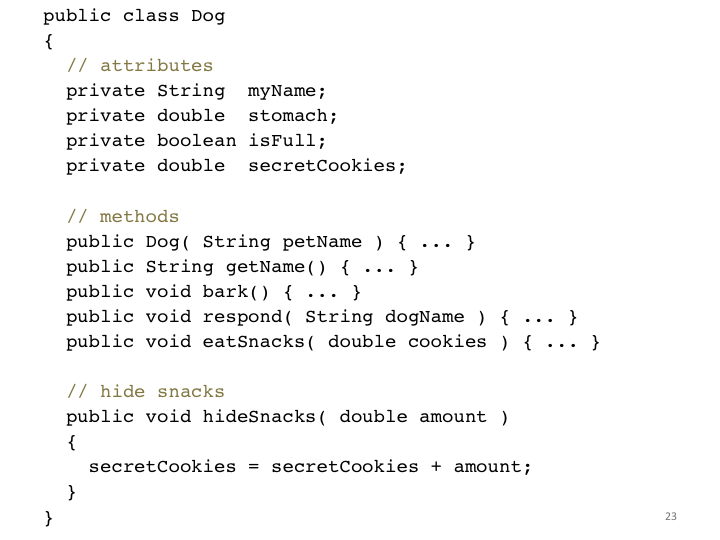 public class Dog
{
  // attributes
  private String  myName;
  private double  stomach;
  private boolean isFull;
  private double  secretCookies;

  // methods
  public Dog( String petName ) { ... }
  public String getName() { ... }
  public void bark() { ... }
  public void respond( String dogName ) { ... }
  public void eatSnacks( double cookies ) { ... }

  // hide snacks
  public void hideSnacks( double amount )
  {
    secretCookies = secretCookies + amount;
  }
}
23